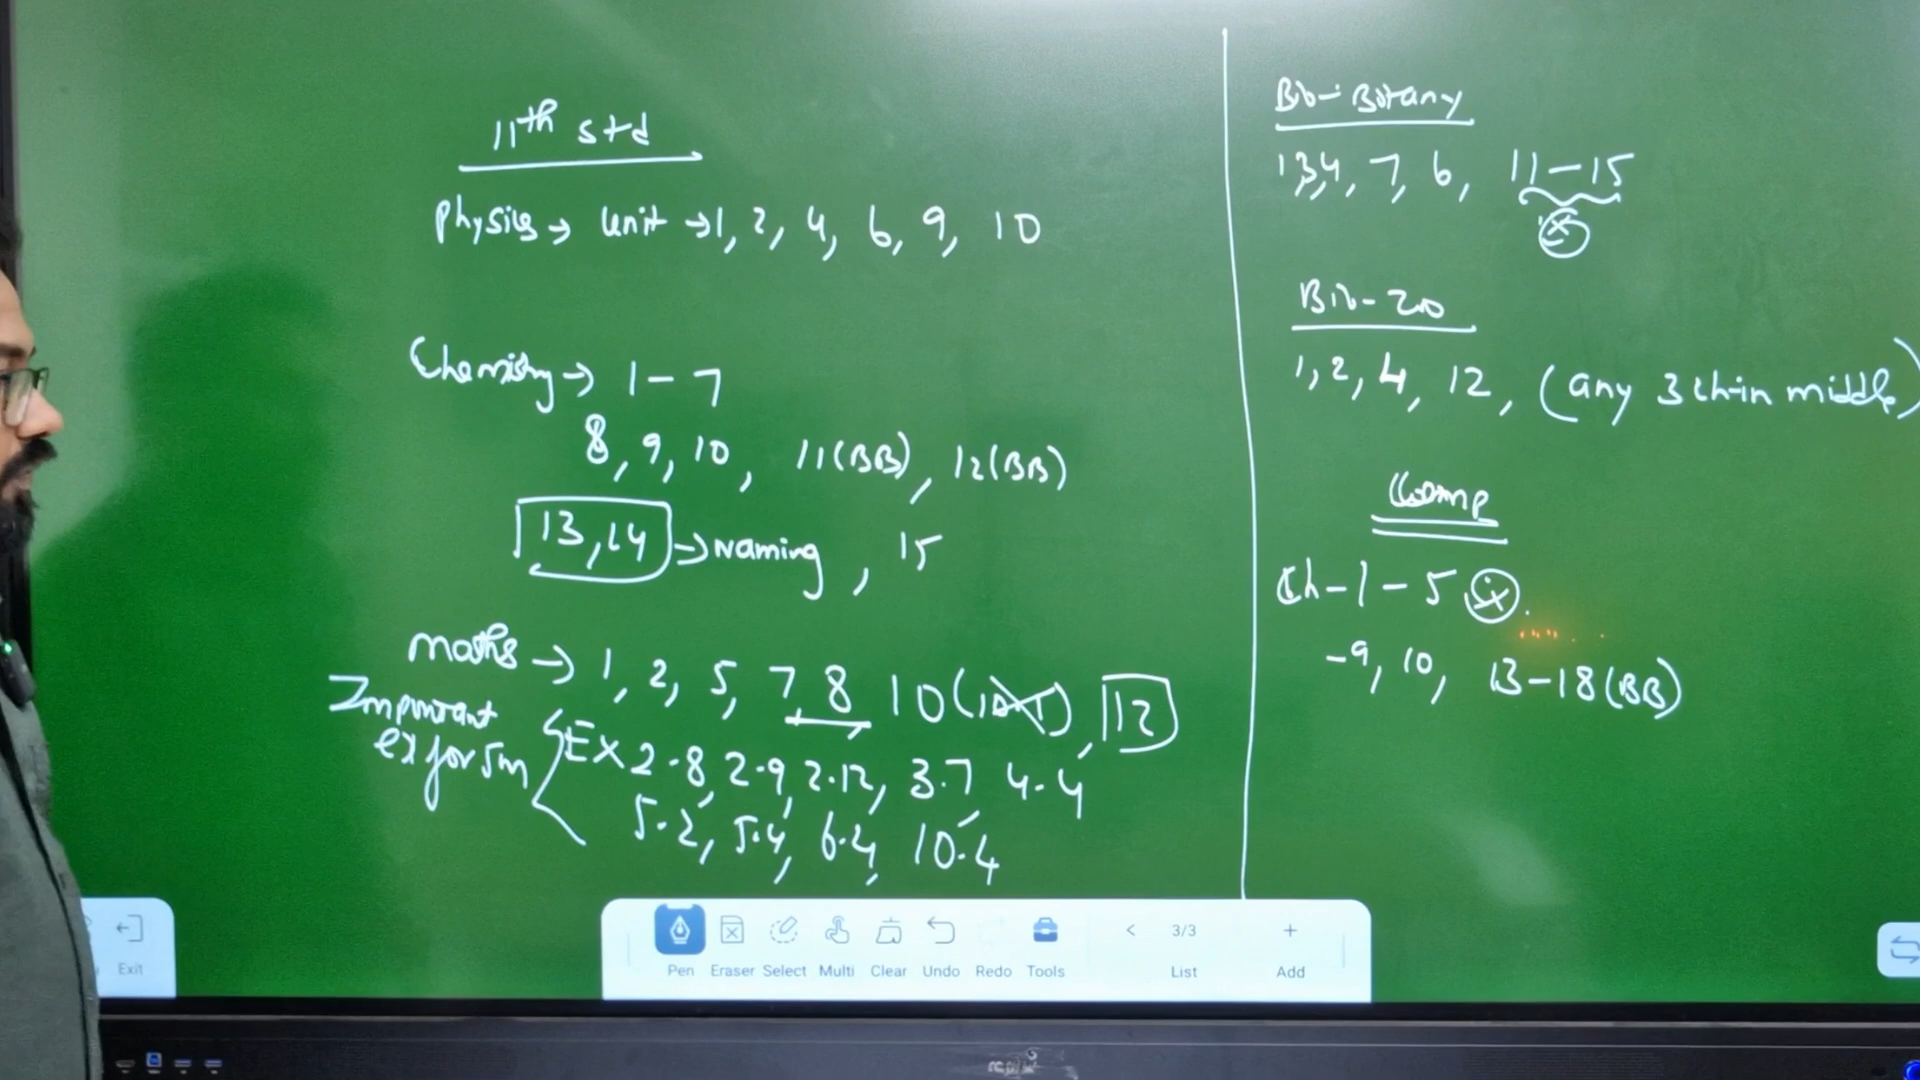 11th std
Physics → unit → 1, 2, 4, 6, 9, 10
Chemistry → 1 - 7
8, 9, 10, 11(BB), 12(BB)
13, 14 → Naming, 15
maths → 1, 2, 5, 7, 8 10 (10.1), 12
Important
ex for 5m
Ex 2.8, 2.9, 2.12, 3.7, 4.4
5.2, 5.4, 6.4, 10.4
Bio - Botany
1,3,4, 7, 6, 11 - 15
Bio - Zoo
1, 2, 4, 12, (any 3 ch-in middle)
Comp
Ch - 1 - 5
- 9, 10, 13 - 18 (BB)
Exit
Pen Eraser Select Multi Clear Undo Redo Tools < 3/3 List + Add